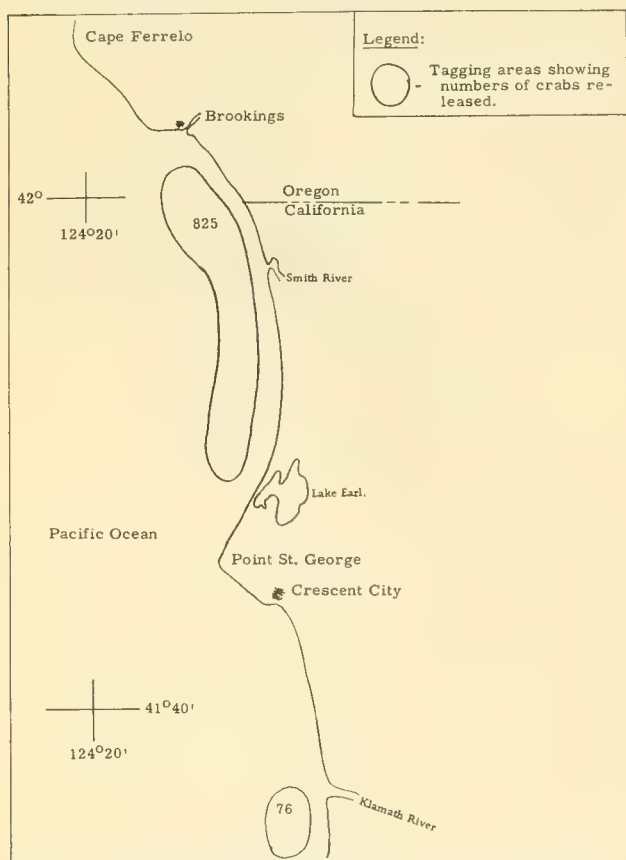 Cape Ferrelo
Legend:
- Tagging areas showing
numbers of crabs re-
leased.
Brookings
42°
124°20'
Oregon
California
825
Smith River
Lake Earl.
Pacific Ocean
Point St. George
Crescent City
41°40'
124°20'
76
Klamath River